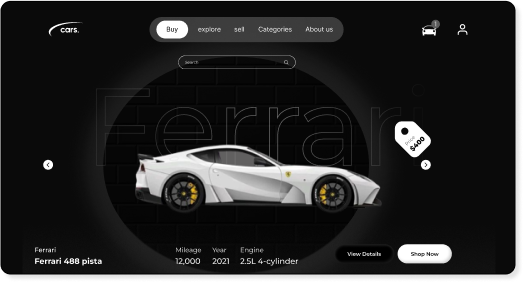 cars.
Buy explore sell Categories About us
1
Search
Ferrari
Price
$400
Ferrari
Ferrari 488 pista
Mileage Year Engine
12,000 2021 2.5L 4-cylinder
View Details
Shop Now